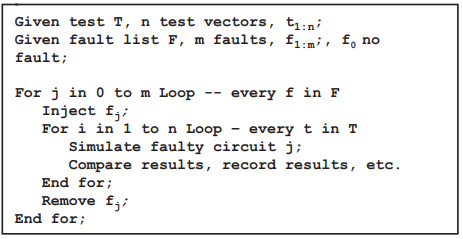 Given test T, n test vectors, t1:n;
Given fault list F, m faults, f1:m;, f0 no
fault;
For j in 0 to m Loop -- every f in F
Inject fj;
For i in 1 to n Loop – every t in T
Simulate faulty circuit j;
Compare results, record results, etc.
End for;
Remove fj;
End for;